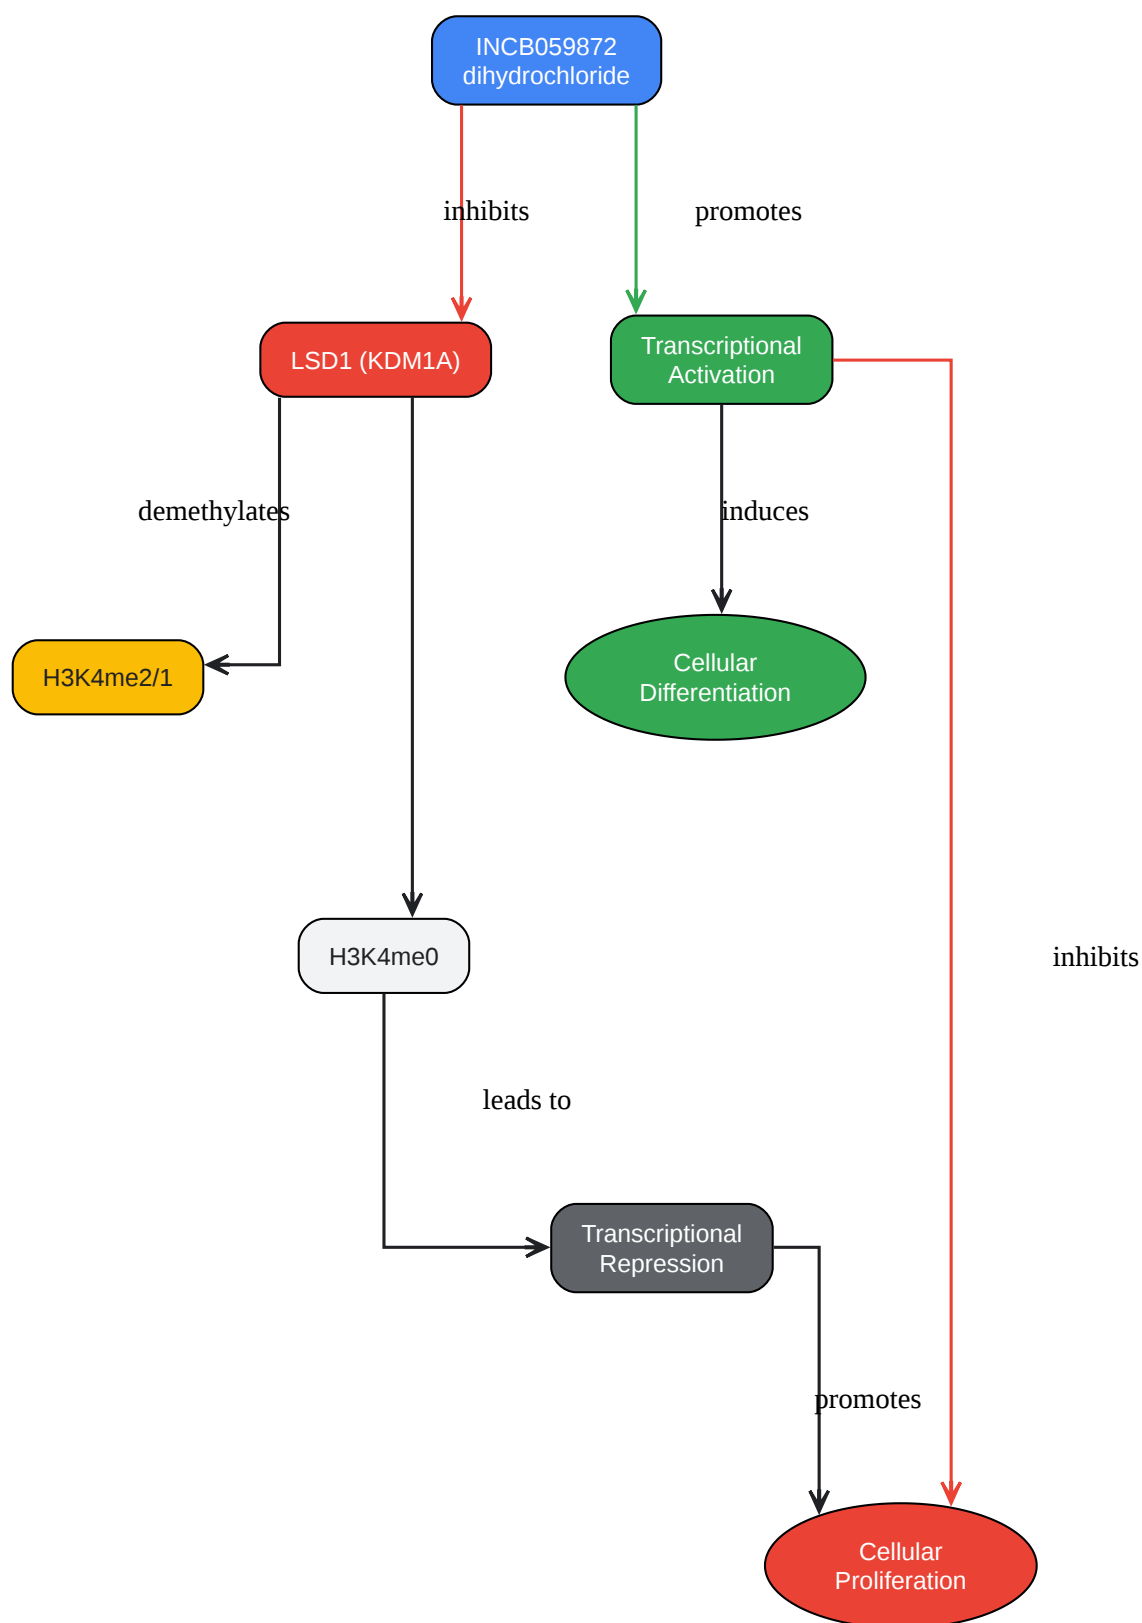 INCB059872
dihydrochloride
inhibits
promotes
LSD1 (KDM1A)
Transcriptional
Activation
demethylates
induces
H3K4me2/1
Cellular
Differentiation
H3K4me0
inhibits
leads to
Transcriptional
Repression
promotes
Cellular
Proliferation